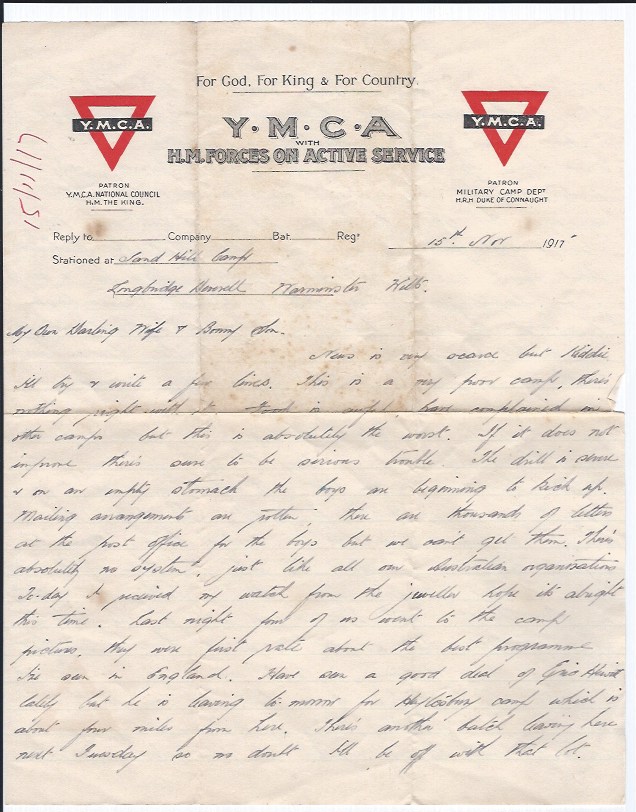 For God, For King & For Country.
Y.M.C.A.
Y·M·C·A
WITH
H.M. FORCES ON ACTIVE SERVICE
Y.M.C.A.
PATRON
Y.M.C.A. NATIONAL COUNCIL
H.M. THE KING.
PATRON
MILITARY CAMP DEPT
H.R.H DUKE OF CONNAUGHT
15/11/17
Reply to Company Bat. Regt
15th Nov 1917
Stationed at Sand Hill Camp
Longbridge Deverell Warminster Wilts.
My Own Darling Wife & Bonny Son.
News is very scarce but Kiddie
I'll try & write a few lines. This is a very poor camp, there's
nothing right with it. Food is have complained in
other camps but this is absolutely the worst. If it does not
improve there's sure to be serious trouble. The drill is severe
& on an empty stomach the boys are beginning to kick up.
Mailing arrangements are rotten, there are thousands of letters
at the post office for the boys but we can't get them. There's
absolutely no system, just like all our Australian organisations
To-day I received my watch from the jeweller hope its alright
this time. Last night four of us went to the camp
pictures, they were first rate about the best programme
I've seen in England. Have seen a good deal of Hewitt
lately but he is leaving to-morrow for Heytesbury camp which is
about four miles from here. There's another batch leaving here
next Tuesday so no doubt I'll be off with that lot.